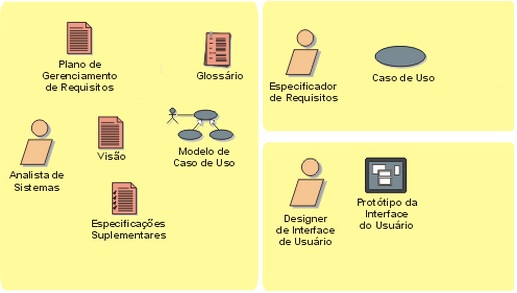 Plano de
Gerenciamento
de Requisitos
Glossário
Analista de
Sistemas
Visão
Modelo de
Caso de Uso
Especificações
Suplementares
Especificador
de Requisitos
Caso de Uso
Designer
de Interface
de Usuário
Protótipo da
Interface
do Usuário